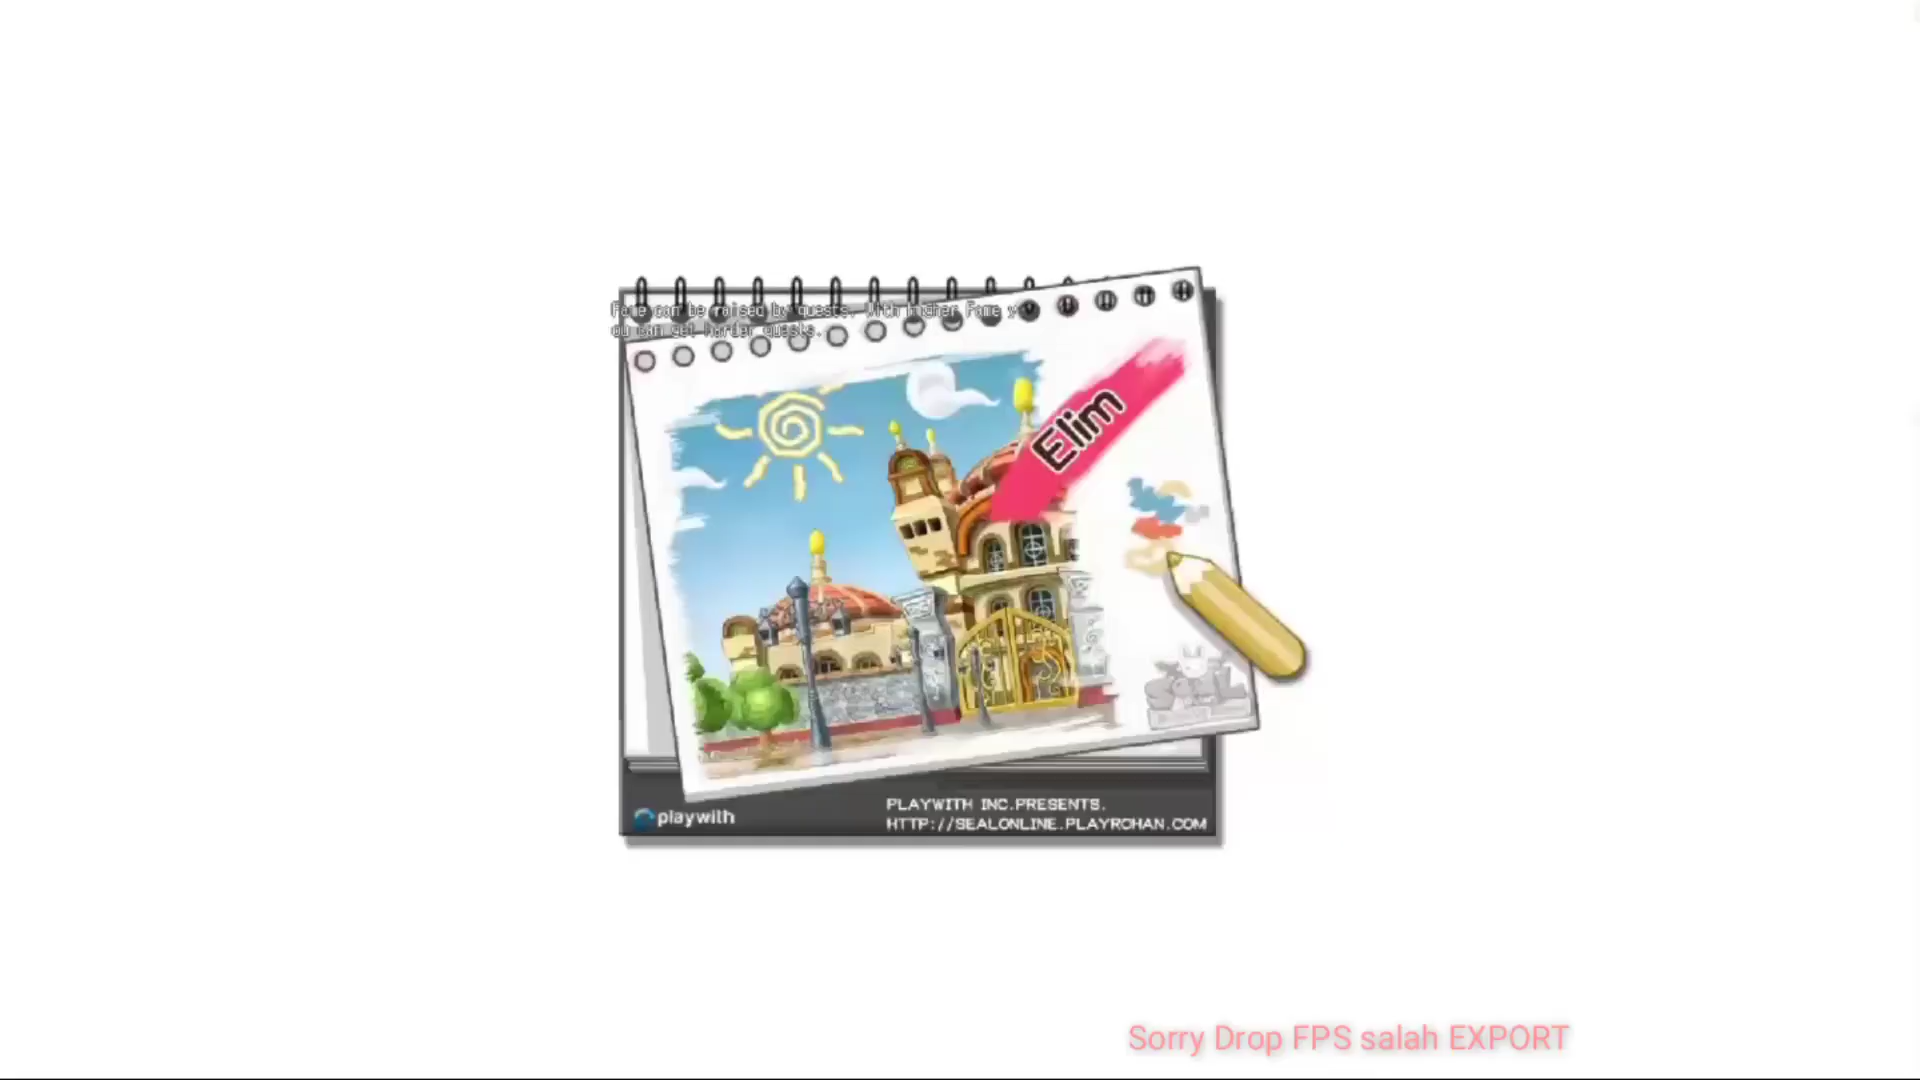 Fame can be raised by quests. With higher Fame y
ou can get harder quests.
Elim
SEAL
playwith
PLAYWITH INC.PRESENTS.
HTTP://SEALONLINE.PLAYROHAN.COM
Sorry Drop FPS salah EXPORT